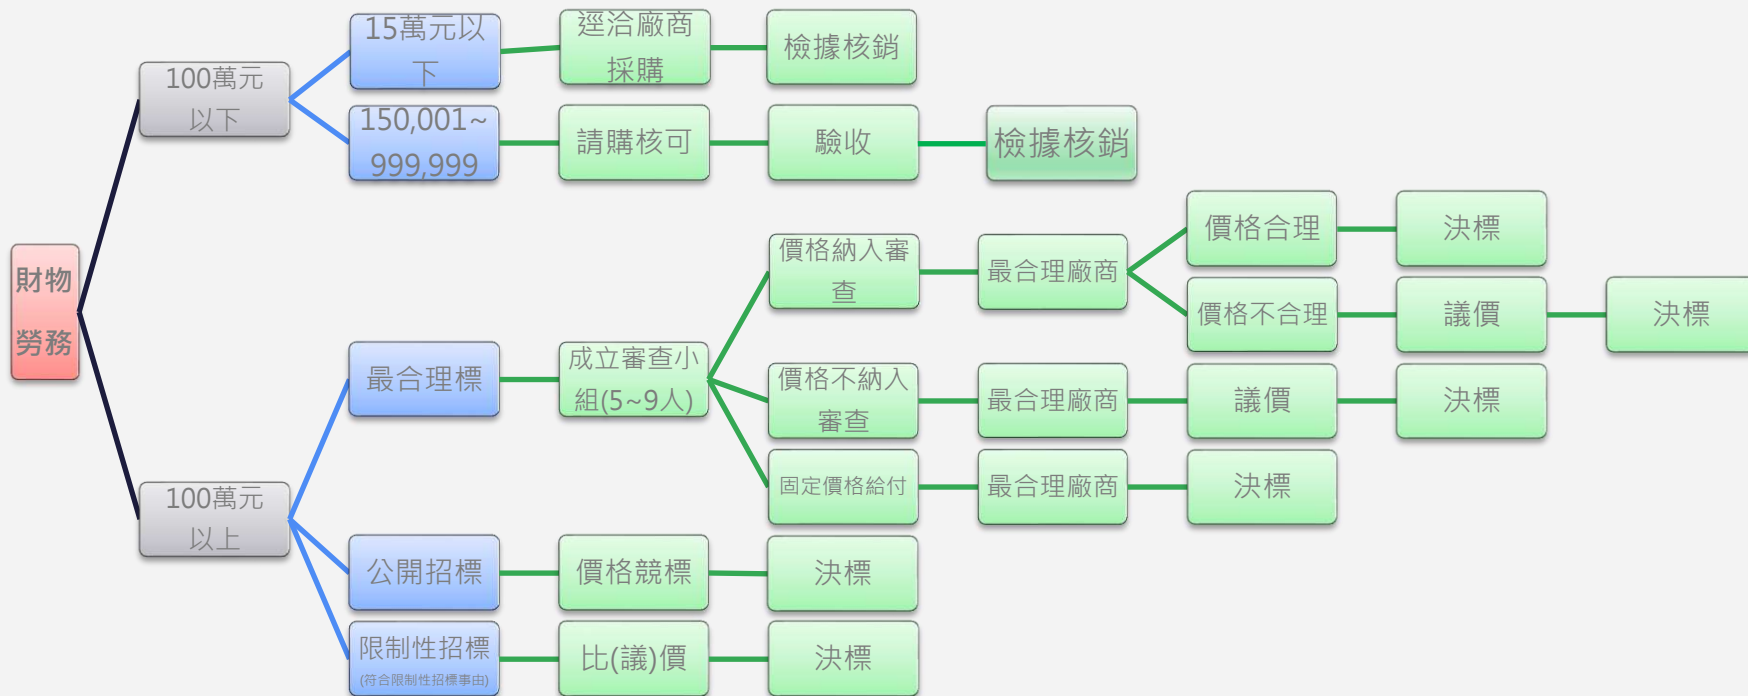 財物
勞務
100萬元
以下
15萬元以
下
逕洽廠商
採購
檢據核銷
150,001~
999,999
請購核可
驗收
檢據核銷
100萬元
以上
最合理標
成立審查小
組(5~9人)
價格納入審
查
最合理廠商
價格合理
決標
價格不合理
議價
決標
價格不納入
審查
最合理廠商
議價
決標
固定價格給付
最合理廠商
決標
公開招標
價格競標
決標
限制性招標
(符合限制性招標事由)
比(議)價
決標